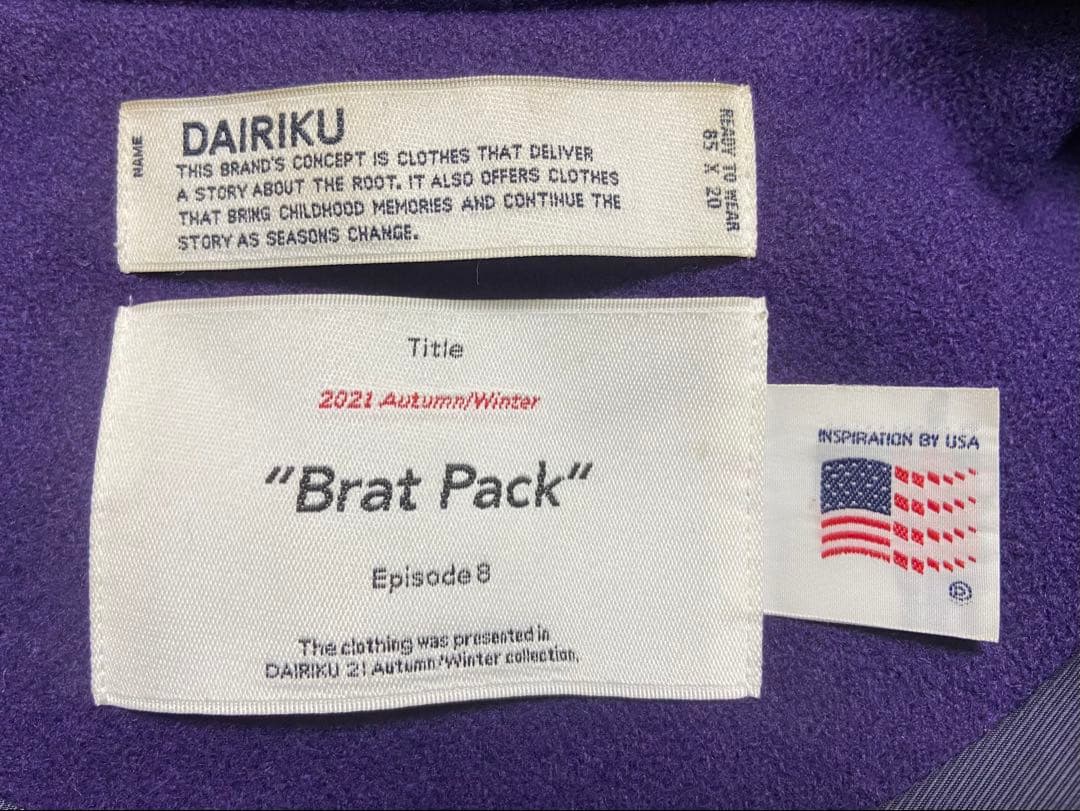 NAME
DAIRIKU
THIS BRAND'S CONCEPT IS CLOTHES THAT DELIVER
A STORY ABOUT THE ROOT. IT ALSO OFFERS CLOTHES
THAT BRING CHILDHOOD MEMORIES AND CONTINUE THE
STORY AS SEASONS CHANGE.
READY TO WEAR
85 X 20
Title
2021 Autumn/Winter
"Brat Pack"
Episode 8
The clothing was presented in
DAIRIKU 21 Autumn/Winter collection.
INSPIRATION BY USA